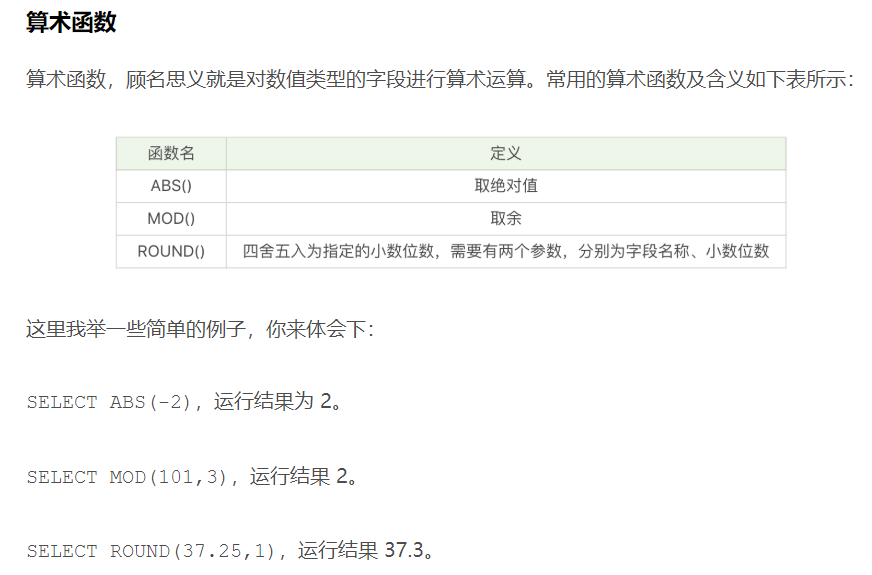 算术函数
算术函数，顾名思义就是对数值类型的字段进行算术运算。常用的算术函数及含义如下表所示：
函数名 定义
ABS() 取绝对值
MOD() 取余
ROUND() 四舍五入为指定的小数位数，需要有两个参数，分别为字段名称、小数位数
这里我举一些简单的例子，你来体会下：
SELECT ABS(-2)，运行结果为 2。
SELECT MOD(101,3)，运行结果 2。
SELECT ROUND(37.25,1)，运行结果 37.3。